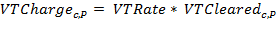 VTCharge_{c,P} = VTRate * VTCleared_{c,P}